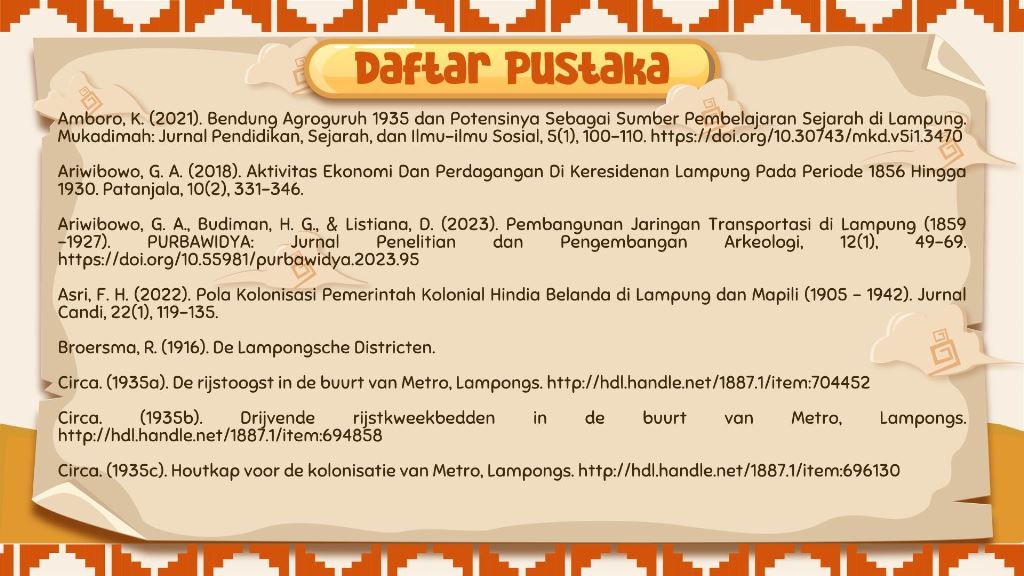 Daftar Pustaka
Amboro, K. (2021). Bendung Agroguruh 1935 dan Potensinya Sebagai Sumber Pembelajaran Sejarah di Lampung.
Mukadimah: Jurnal Pendidikan, Sejarah, dan Ilmu-ilmu Sosial, 5(1), 100–110. https://doi.org/10.30743/mkd.v5i1.3470
Ariwibowo, G. A. (2018). Aktivitas Ekonomi Dan Perdagangan Di Keresidenan Lampung Pada Periode 1856 Hingga
1930. Patanjala, 10(2), 331–346.
Ariwibowo, G. A., Budiman, H. G., & Listiana, D. (2023). Pembangunan Jaringan Transportasi di Lampung (1859
–1927). PURBAWIDYA: Jurnal Penelitian dan Pengembangan Arkeologi, 12(1), 49–69.
https://doi.org/10.55981/purbawidya.2023.95
Asri, F. H. (2022). Pola Kolonisasi Pemerintah Kolonial Hindia Belanda di Lampung dan Mapili (1905 – 1942). Jurnal
Candi, 22(1), 119–135.
Broersma, R. (1916). De Lampongsche Districten.
Circa. (1935a). De rijstoogst in de buurt van Metro, Lampongs. http://hdl.handle.net/1887.1/item:704452
Circa. (1935b). Drijvende rijstkweekbedden in de buurt van Metro, Lampongs.
http://hdl.handle.net/1887.1/item:694858
Circa. (1935c). Houtkap voor de kolonisatie van Metro, Lampongs. http://hdl.handle.net/1887.1/item:696130